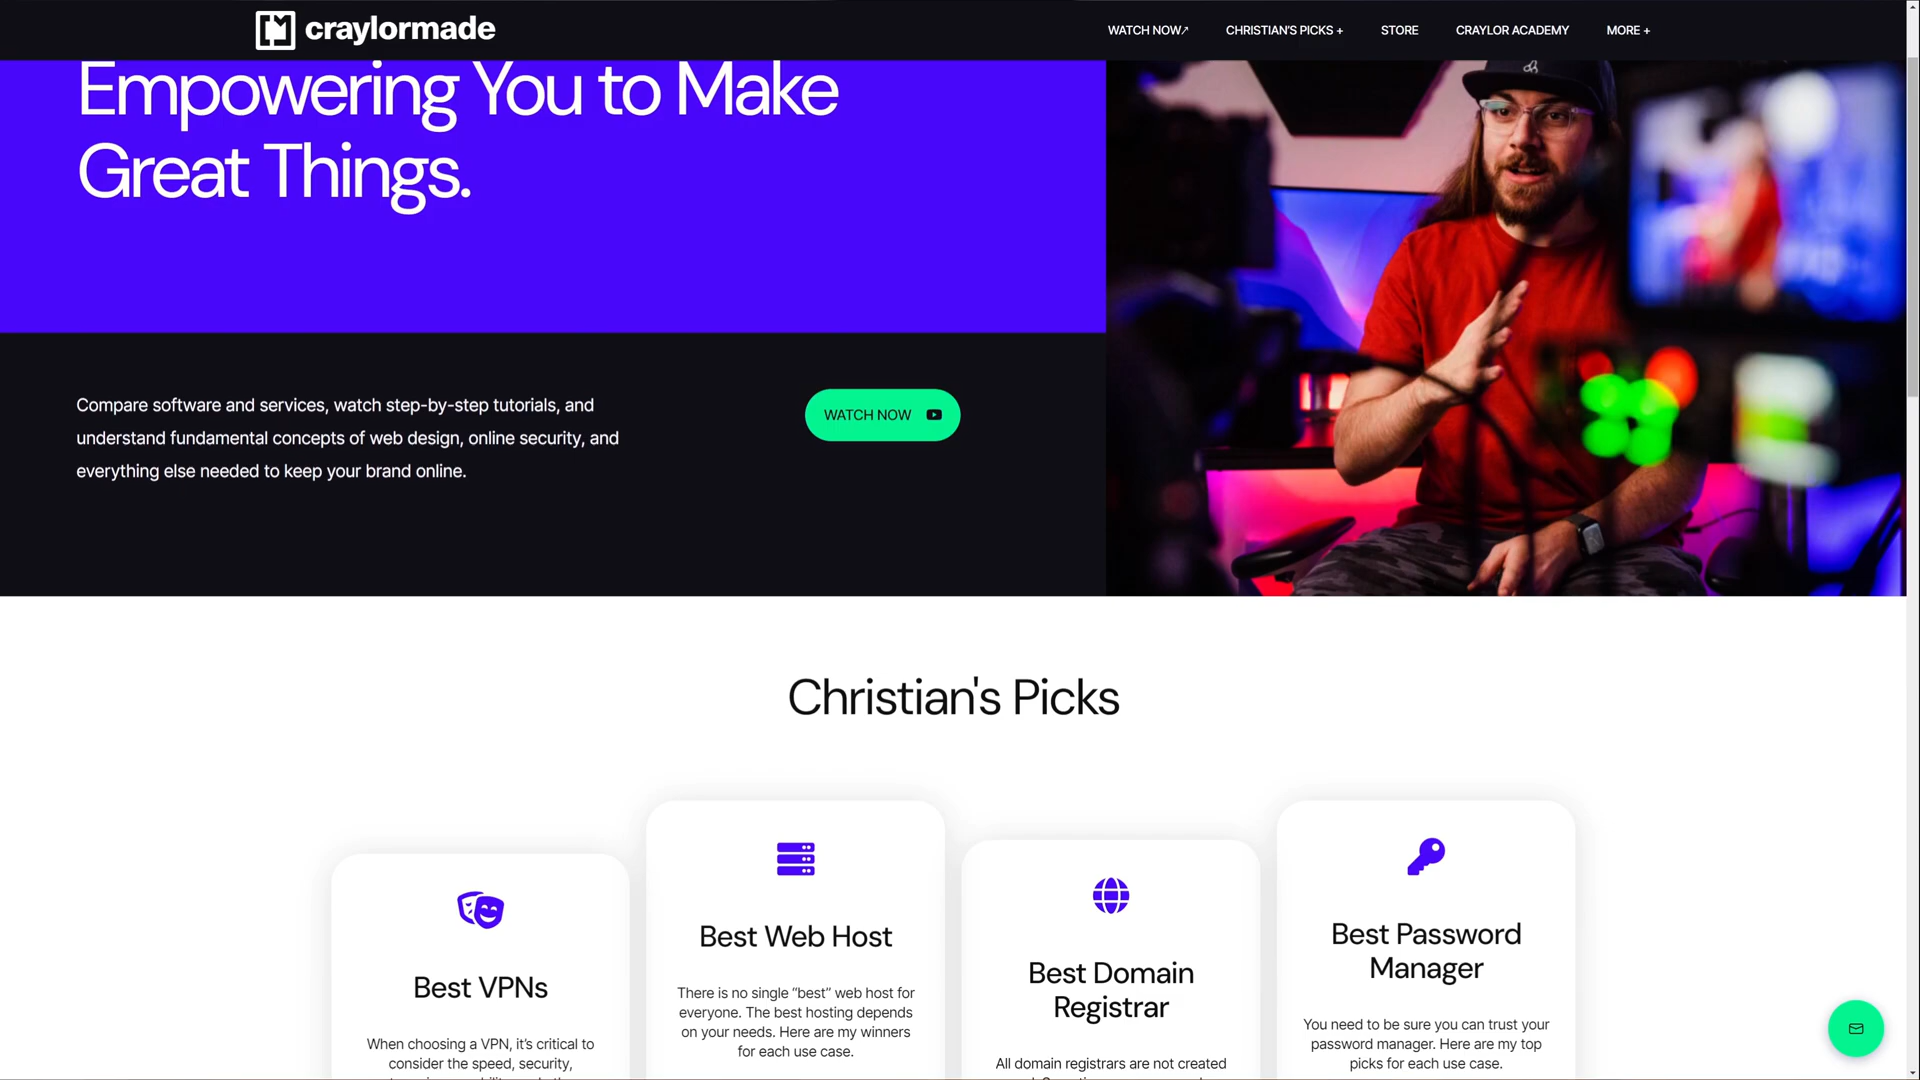 craylormade
WATCH NOW↗
CHRISTIAN'S PICKS +
STORE
CRAYLOR ACADEMY
MORE +
Empowering You to Make
Great Things.
Compare software and services, watch step-by-step tutorials, and
understand fundamental concepts of web design, online security, and
everything else needed to keep your brand online.
WATCH NOW
Christian's Picks
Best VPNs
When choosing a VPN, it's critical to
consider the speed, security,
Best Web Host
There is no single “best” web host for
everyone. The best hosting depends
on your needs. Here are my winners
for each use case.
Best Domain
Registrar
All domain registrars are not created
Best Password
Manager
You need to be sure you can trust your
password manager. Here are my top
picks for each use case.